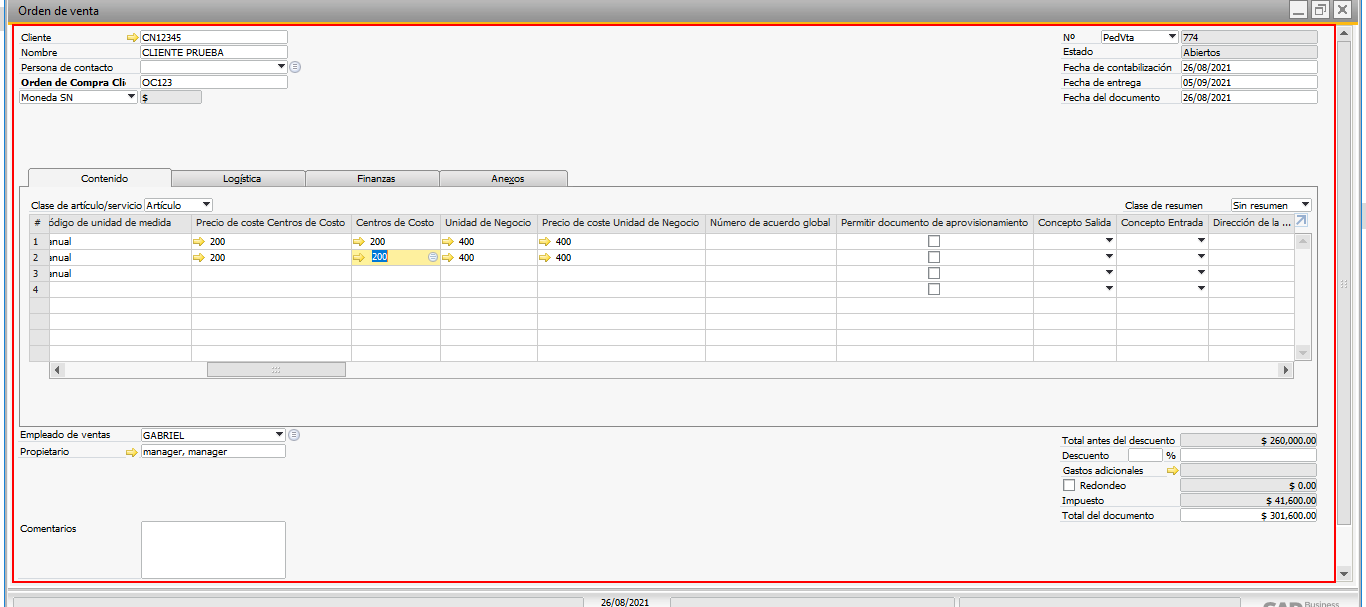 Orden de venta
Cliente CN12345
Nombre CLIENTE PRUEBA
Persona de contacto
Orden de Compra Cli OC123
Moneda SN $
Nº PedVta 774
Estado Abiertos
Fecha de contabilización 26/08/2021
Fecha de entrega 05/09/2021
Fecha del documento 26/08/2021
Contenido Logística Finanzas Anexos
Clase de artículo/servicio Artículo Clase de resumen Sin resumen
# ódigo de unidad de medida Precio de coste Centros de Costo Centros de Costo Unidad de Negocio Precio de coste Unidad de Negocio Número de acuerdo global Permitir documento de aprovisionamiento Concepto Salida Concepto Entrada Dirección de la ...
1 anual 200 200 400 400
2 anual 200 200 400 400
3 anual
4
Empleado de ventas GABRIEL
Propietario manager, manager
Comentarios
Total antes del descuento $ 260,000.00
Descuento %
Gastos adicionales
Redondeo $ 0.00
Impuesto $ 41,600.00
Total del documento $ 301,600.00
26/08/2021
Business